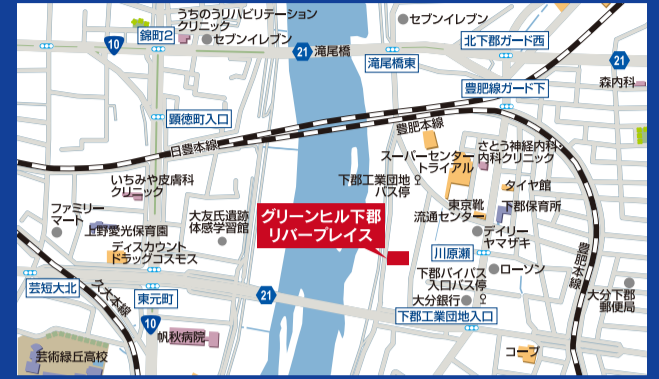 うちのうリハビリテーション
クリニック
セブンイレブン
セブンイレブン
錦町2
10
21
滝尾橋
滝尾橋東
北下郡ガード西
21
森内科
豊肥線ガード下
顕徳町入口
日豊本線
豊肥本線
スーパーセンター
トライアル
さとう神経内科・
内科クリニック
下郡工業団地
バス停
いちみや皮膚科
クリニック
タイヤ館
東京靴
流通センター
下郡保育所
ファミリー
マート
上野愛光保育園
大友氏遺跡
体感学習館
グリーンヒル下郡
リバープレイス
デイリー
ヤマザキ
ディスカウント
ドラッグコスモス
川原瀬
豊肥本線
下郡バイパス
入口バス停
ローソン
芸短大北
久大本線
東元町
21
大分銀行
大分下郡
郵便局
10
下郡工業団地入口
帆秋病院
芸術緑丘高校
コープ